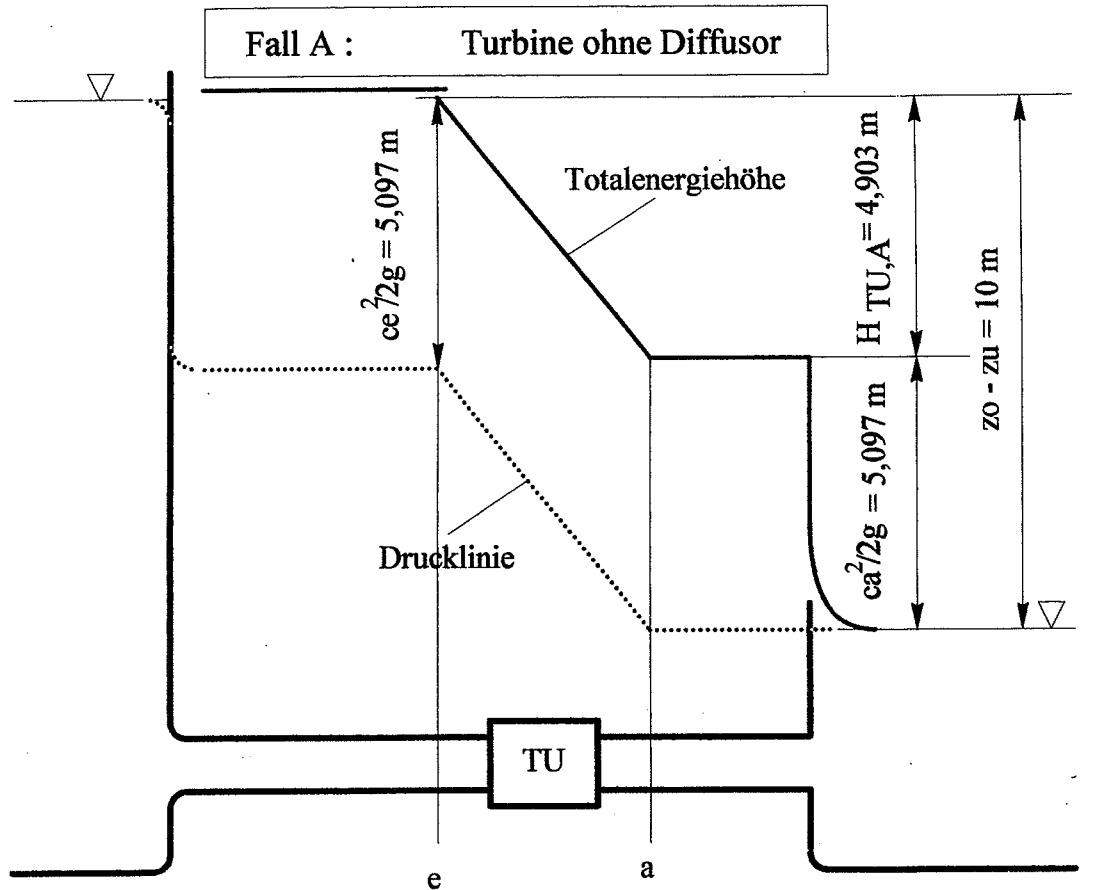 Fall A : Turbine ohne Diffusor
ce²/2g = 5,097 m
Totalenergiehöhe
H TU,A = 4,903 m
zo - zu = 10 m
Drucklinie
ca²/2g = 5,097 m
TU
e
a